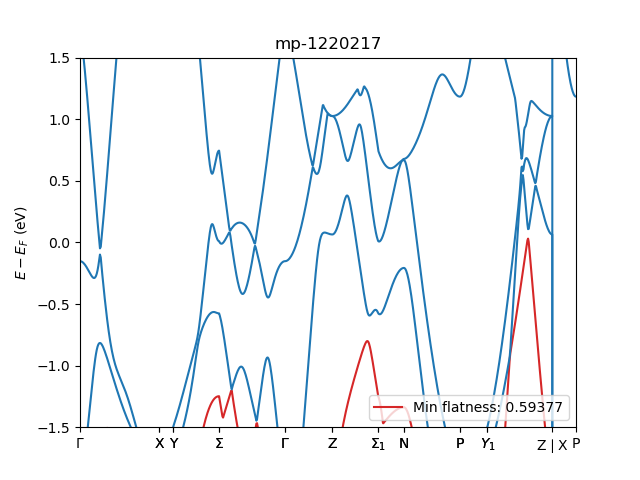 mp-1220217
E − E_F (eV)
1.5
1.0
0.5
0.0
−0.5
−1.0
−1.5
Min flatness: 0.59377
Γ X Y Σ Γ Z Σ₁ N P Y₁ Z | X P